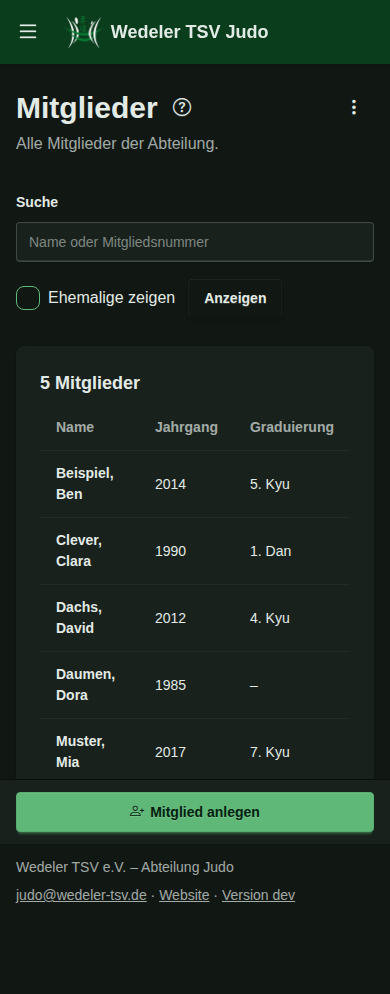 Wedeler TSV Judo
Mitglieder
Alle Mitglieder der Abteilung.
Suche
Name oder Mitgliedsnummer
Ehemalige zeigen
Anzeigen
5 Mitglieder
Name Jahrgang Graduierung
Beispiel,
Ben
2014 5. Kyu
Clever,
Clara
1990 1. Dan
Dachs,
David
2012 4. Kyu
Daumen,
Dora
1985 –
Muster,
Mia
2017 7. Kyu
Mitglied anlegen
Wedeler TSV e.V. – Abteilung Judo
judo@wedeler-tsv.de · Website · Version dev